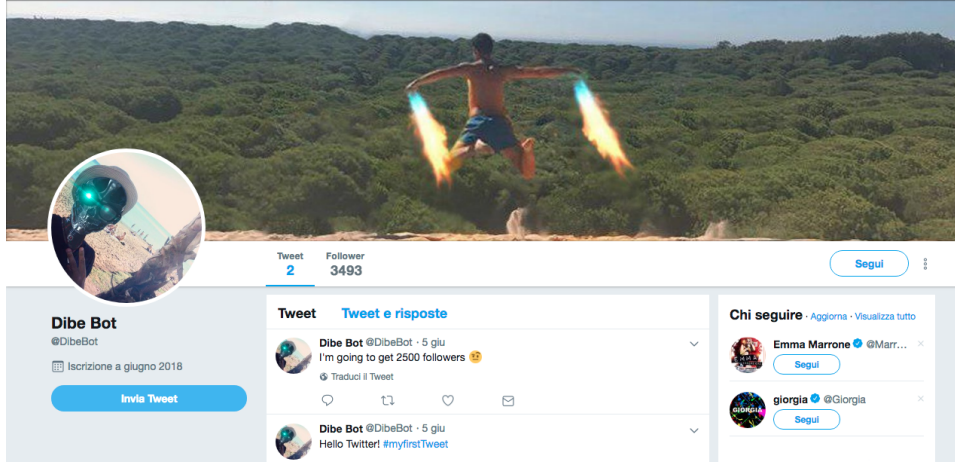 Tweet
2
Follower
3493
Segui
Dibe Bot
@DibeBot
Iscrizione a giugno 2018
Invia Tweet
Tweet Tweet e risposte
Dibe Bot @DibeBot · 5 giu
I'm going to get 2500 followers 🤨
Traduci il Tweet
Dibe Bot @DibeBot · 5 giu
Hello Twitter! #myfirstTweet
Chi seguire · Aggiorna · Visualizza tutto
Emma Marrone @Marr...
Segui
giorgia @Giorgia
Segui
GIORGIA